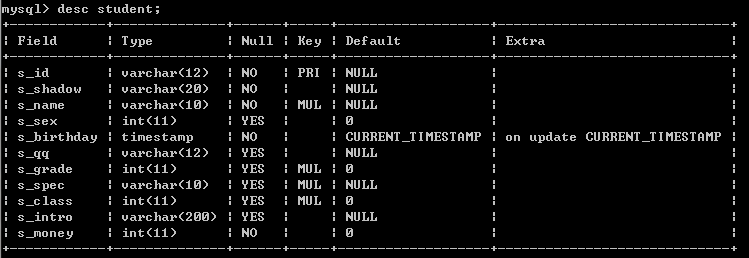 mysql> desc student;
+------------+--------------+------+-----+-------------------+-----------------------------+
| Field | Type | Null | Key | Default | Extra |
+------------+--------------+------+-----+-------------------+-----------------------------+
| s_id | varchar(12) | NO | PRI | NULL | |
| s_shadow | varchar(20) | NO | | NULL | |
| s_name | varchar(10) | NO | MUL | NULL | |
| s_sex | int(11) | YES | | 0 | |
| s_birthday | timestamp | NO | | CURRENT_TIMESTAMP | on update CURRENT_TIMESTAMP |
| s_qq | varchar(12) | YES | | NULL | |
| s_grade | int(11) | YES | MUL | 0 | |
| s_spec | varchar(10) | YES | MUL | NULL | |
| s_class | int(11) | YES | MUL | 0 | |
| s_intro | varchar(200) | YES | | NULL | |
| s_money | int(11) | NO | | 0 | |
+------------+--------------+------+-----+-------------------+-----------------------------+